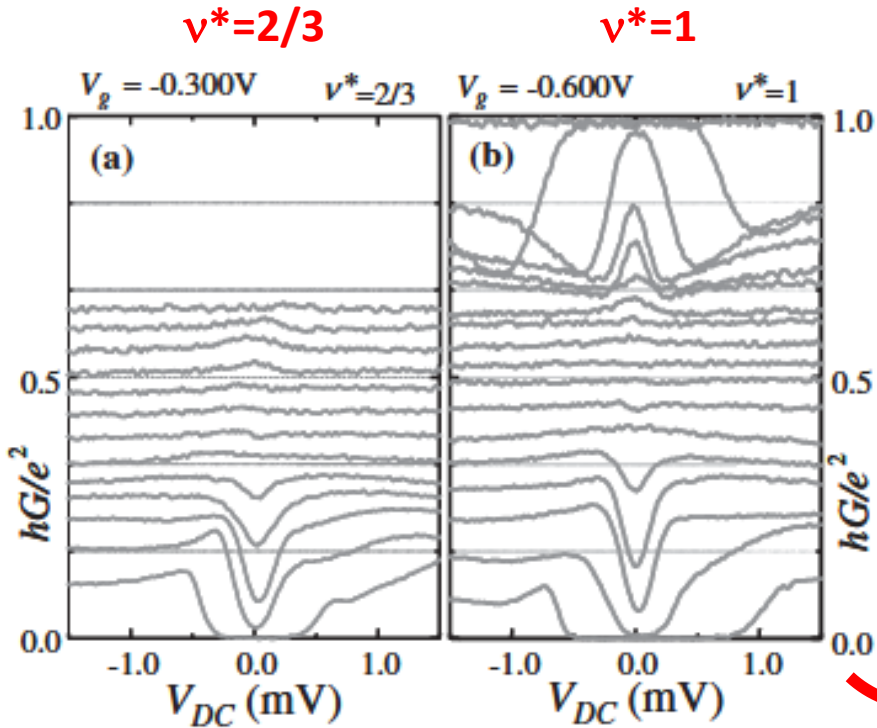 ν*=2/3
ν*=1
V_g = -0.300V ν*=2/3
V_g = -0.600V ν*=1
1.0
(a)
(b)
1.0
0.5
0.5
hG/e²
hG/e²
0.0
0.0
-1.0 0.0 1.0
-1.0 0.0 1.0
V_DC (mV)
V_DC (mV)